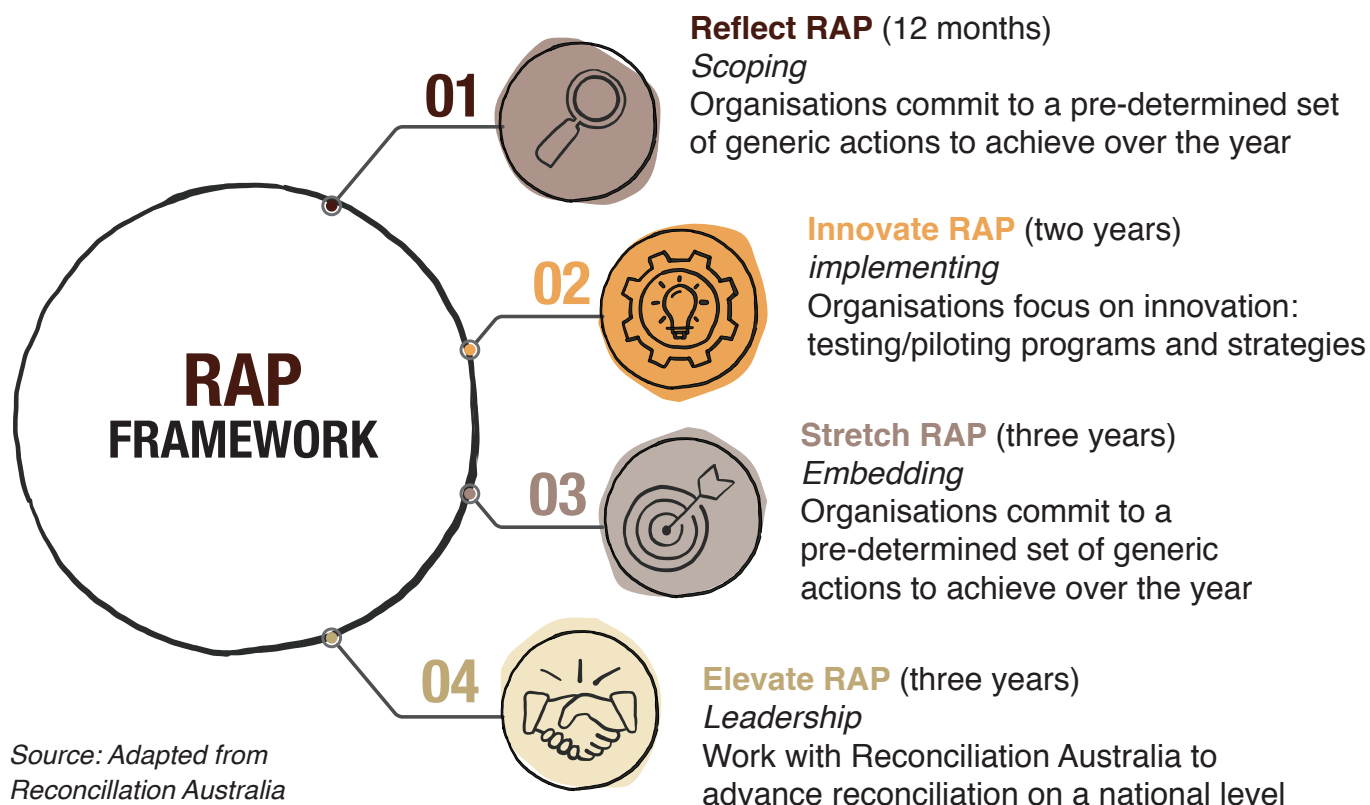 RAP
FRAMEWORK
01
Reflect RAP (12 months)
Scoping
Organisations commit to a pre-determined set
of generic actions to achieve over the year
02
Innovate RAP (two years)
implementing
Organisations focus on innovation:
testing/piloting programs and strategies
03
Stretch RAP (three years)
Embedding
Organisations commit to a
pre-determined set of generic
actions to achieve over the year
04
Elevate RAP (three years)
Leadership
Work with Reconciliation Australia to
advance reconciliation on a national level
Source: Adapted from
Reconcillation Australia